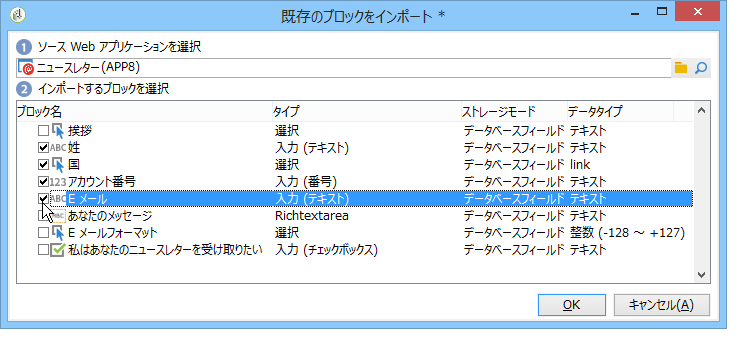 既存のブロックをインポート *
1 ソース Web アプリケーションを選択
ニュースレター (APP8)
2 インポートするブロックを選択
ブロック名 タイプ ストレージモード データタイプ
挨拶 選択 データベースフィールド テキスト
ABC 姓 入力 (テキスト) データベースフィールド テキスト
国 選択 データベースフィールド link
123 アカウント番号 入力 (番号) データベースフィールド テキスト
ABC E メール 入力 (テキスト) データベースフィールド テキスト
あなたのメッセージ Richtextarea データベースフィールド テキスト
E メールフォーマット 選択 データベースフィールド 整数 (-128 ～ +127)
私はあなたのニュースレターを受け取りたい 入力 (チェックボックス) データベースフィールド テキスト
OK キャンセル(A)